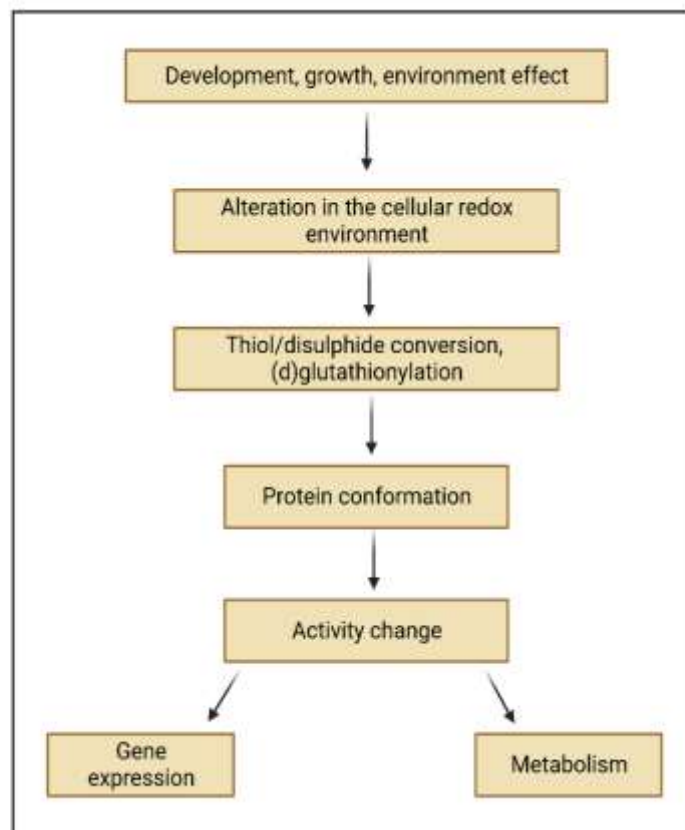 Development, growth, environment effect
Alteration in the cellular redox
environment
Thiol/disulphide conversion,
(d)glutathionylation
Protein conformation
Activity change
Gene
expression
Metabolism